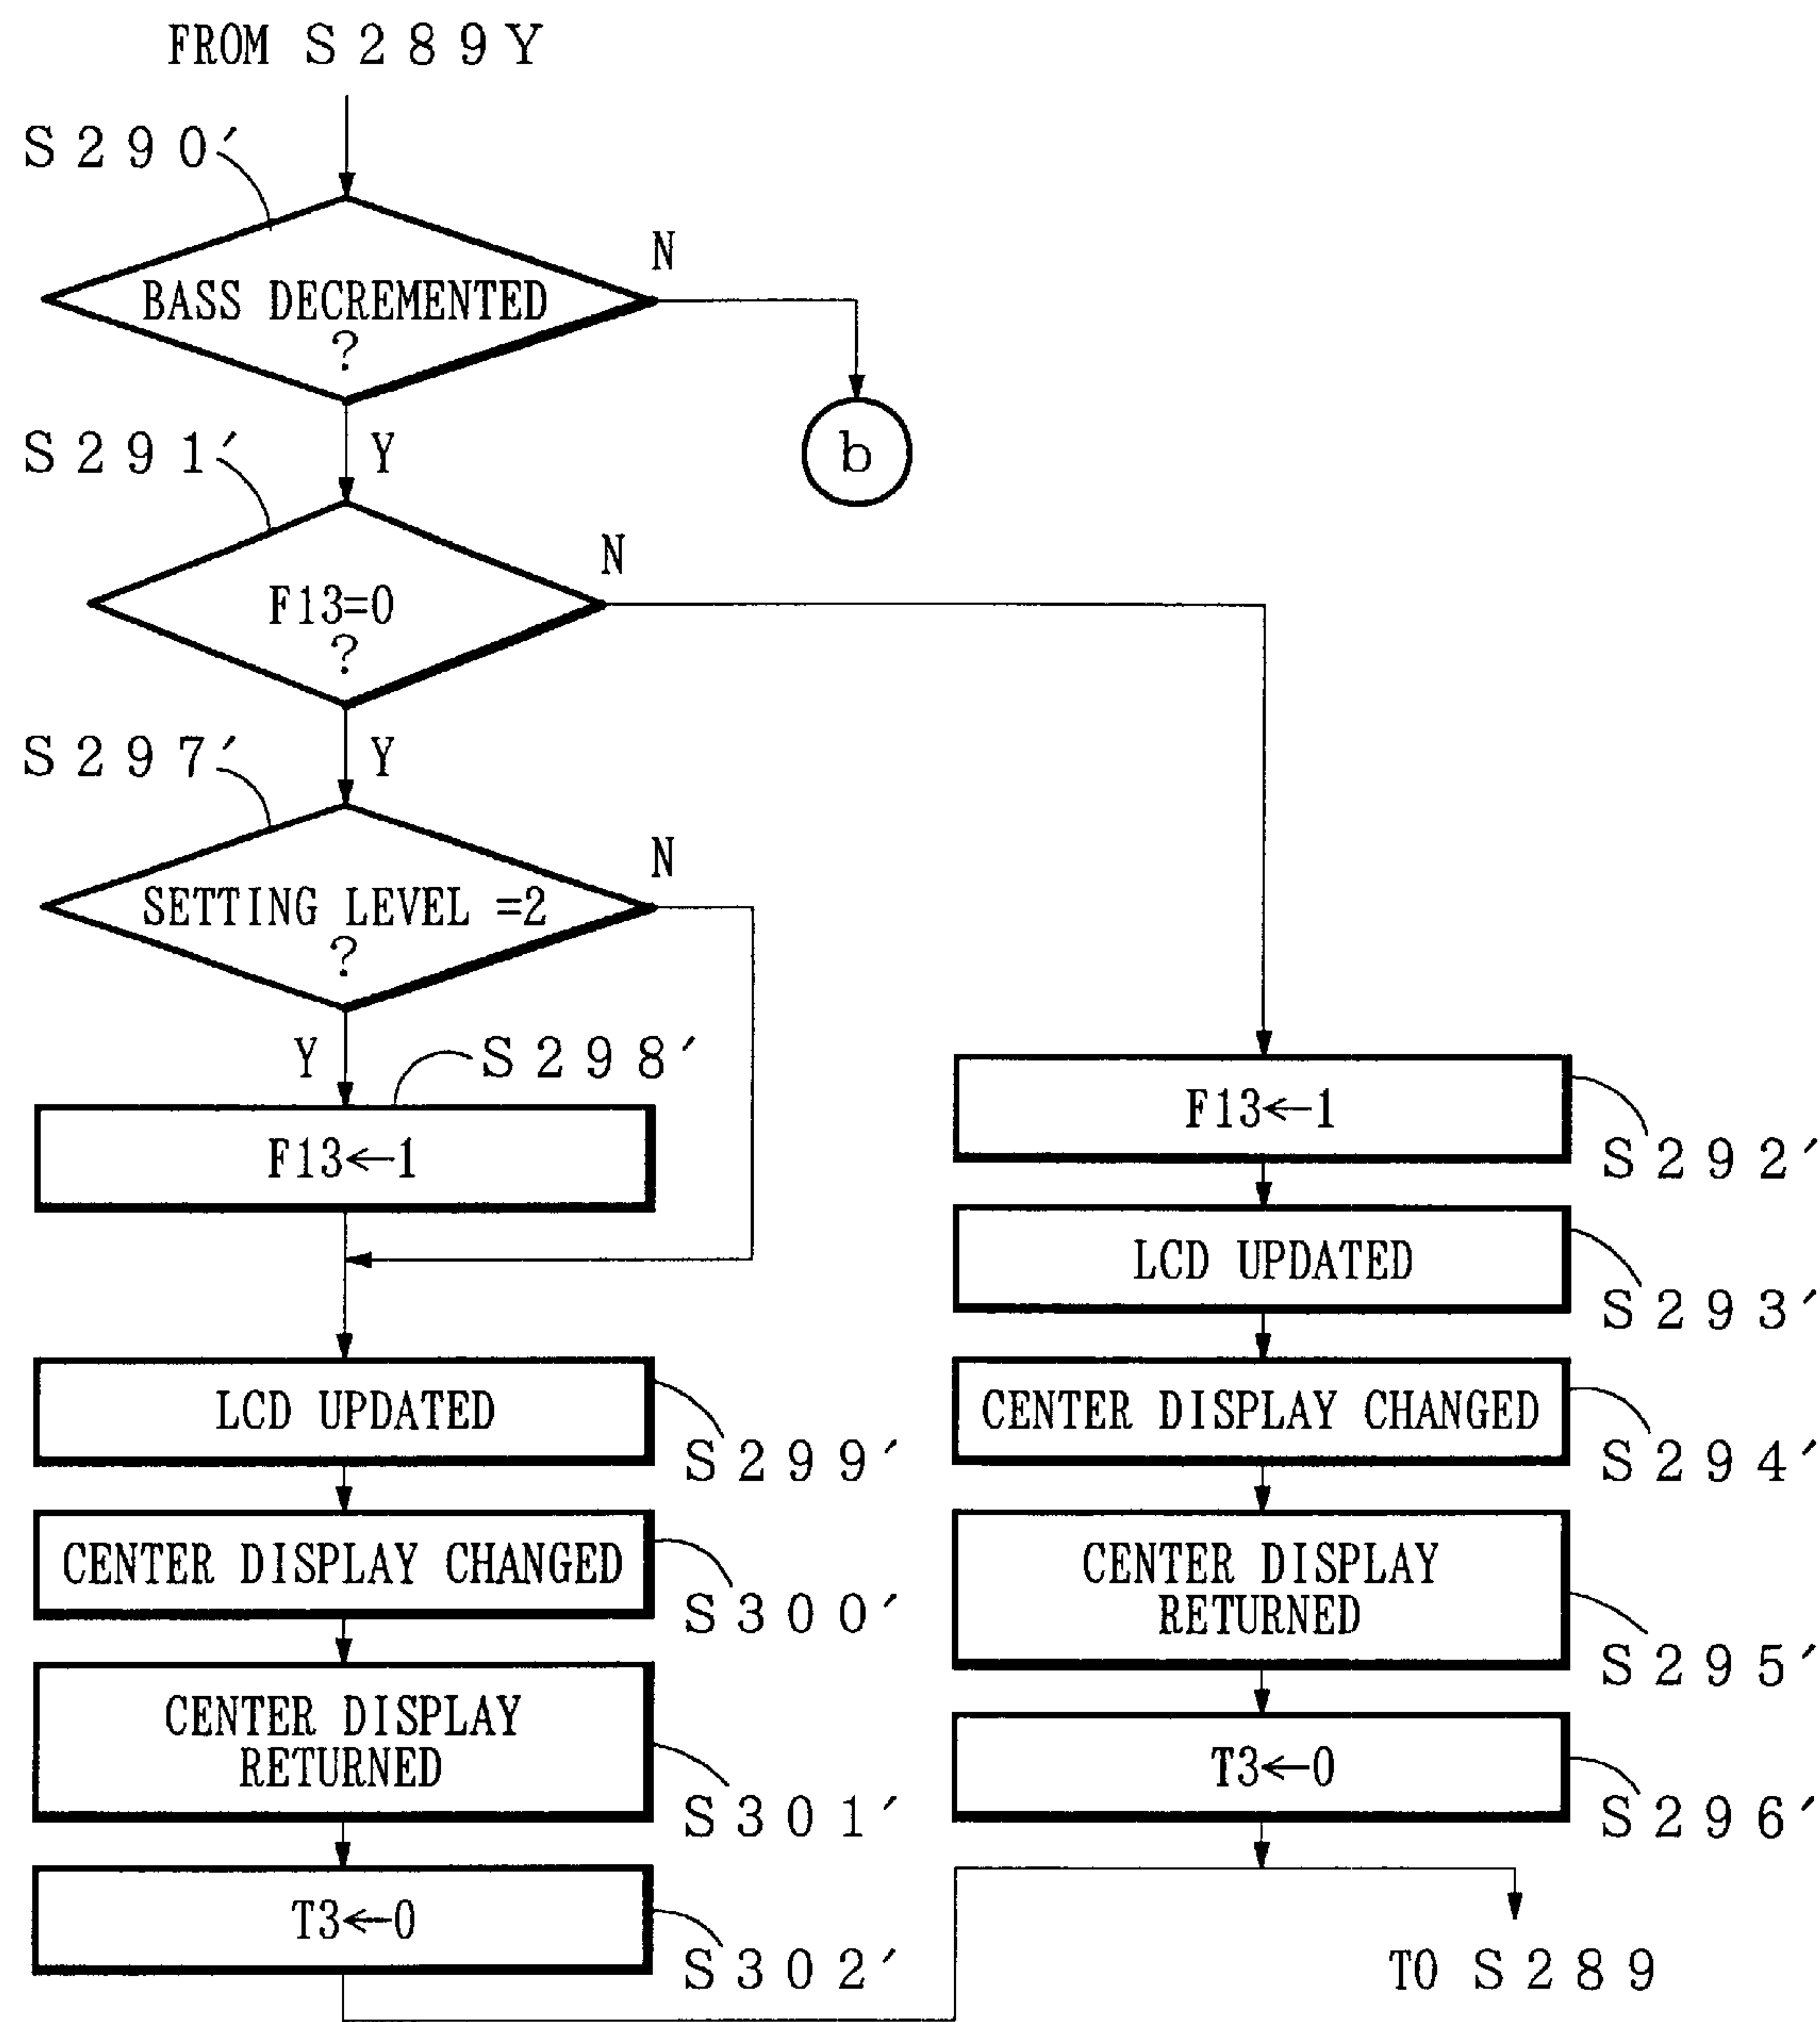 FROM S289Y
S290′
BASS DECREMENTED
?
N
b
Y
S291′
F13=0
?
N
Y
S297′
SETTING LEVEL =2
?
N
Y
S298′
F13←1
LCD UPDATED
S299′
CENTER DISPLAY CHANGED
S300′
CENTER DISPLAY
RETURNED
S301′
T3←0
S302′
F13←1
S292′
LCD UPDATED
S293′
CENTER DISPLAY CHANGED
S294′
CENTER DISPLAY
RETURNED
S295′
T3←0
S296′
TO S289